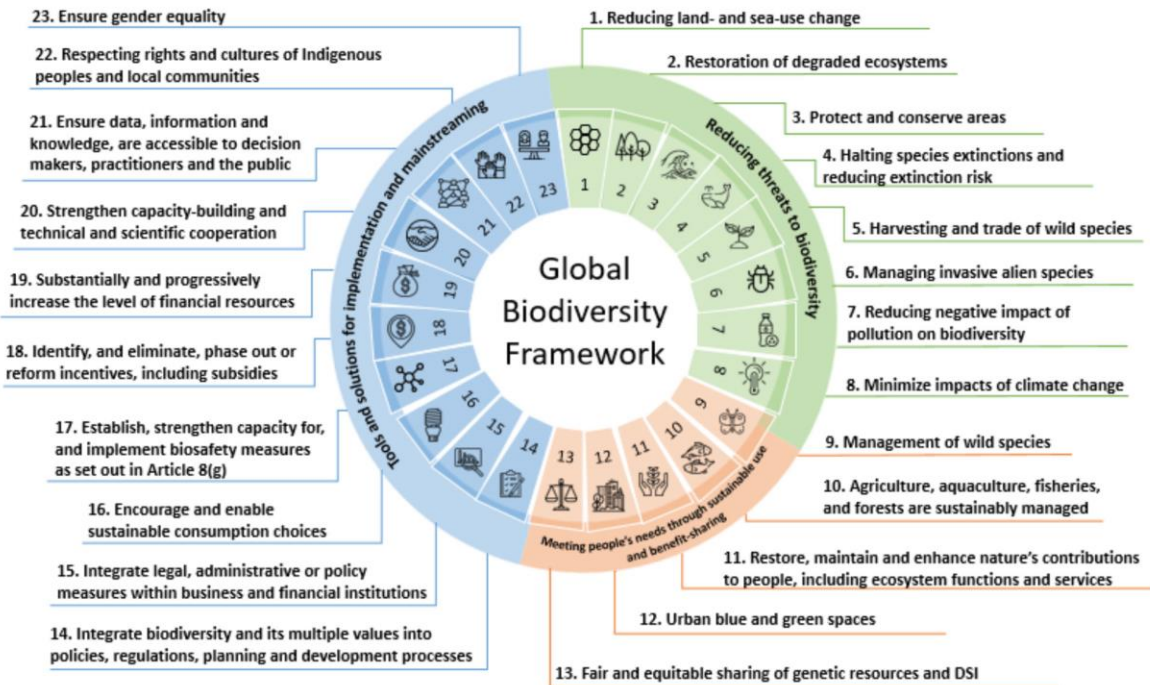 23. Ensure gender equality
22. Respecting rights and cultures of Indigenous
peoples and local communities
21. Ensure data, information and
knowledge, are accessible to decision
makers, practitioners and the public
20. Strengthen capacity-building and
technical and scientific cooperation
19. Substantially and progressively
increase the level of financial resources
18. Identify, and eliminate, phase out or
reform incentives, including subsidies
17. Establish, strengthen capacity for,
and implement biosafety measures
as set out in Article 8(g)
16. Encourage and enable
sustainable consumption choices
15. Integrate legal, administrative or policy
measures within business and financial institutions
14. Integrate biodiversity and its multiple values into
policies, regulations, planning and development processes
1. Reducing land- and sea-use change
2. Restoration of degraded ecosystems
3. Protect and conserve areas
4. Halting species extinctions and
reducing extinction risk
5. Harvesting and trade of wild species
6. Managing invasive alien species
7. Reducing negative impact of
pollution on biodiversity
8. Minimize impacts of climate change
9. Management of wild species
10. Agriculture, aquaculture, fisheries,
and forests are sustainably managed
11. Restore, maintain and enhance nature's contributions
to people, including ecosystem functions and services
12. Urban blue and green spaces
13. Fair and equitable sharing of genetic resources and DSI
Tools and solutions for implementation and mainstreaming
Reducing threats to biodiversity
Meeting people's needs through sustainable use
and benefit-sharing
Global
Biodiversity
Framework
1
2
3
4
5
6
7
8
9
10
11
12
13
14
15
16
17
18
19
20
21
22
23
$
$